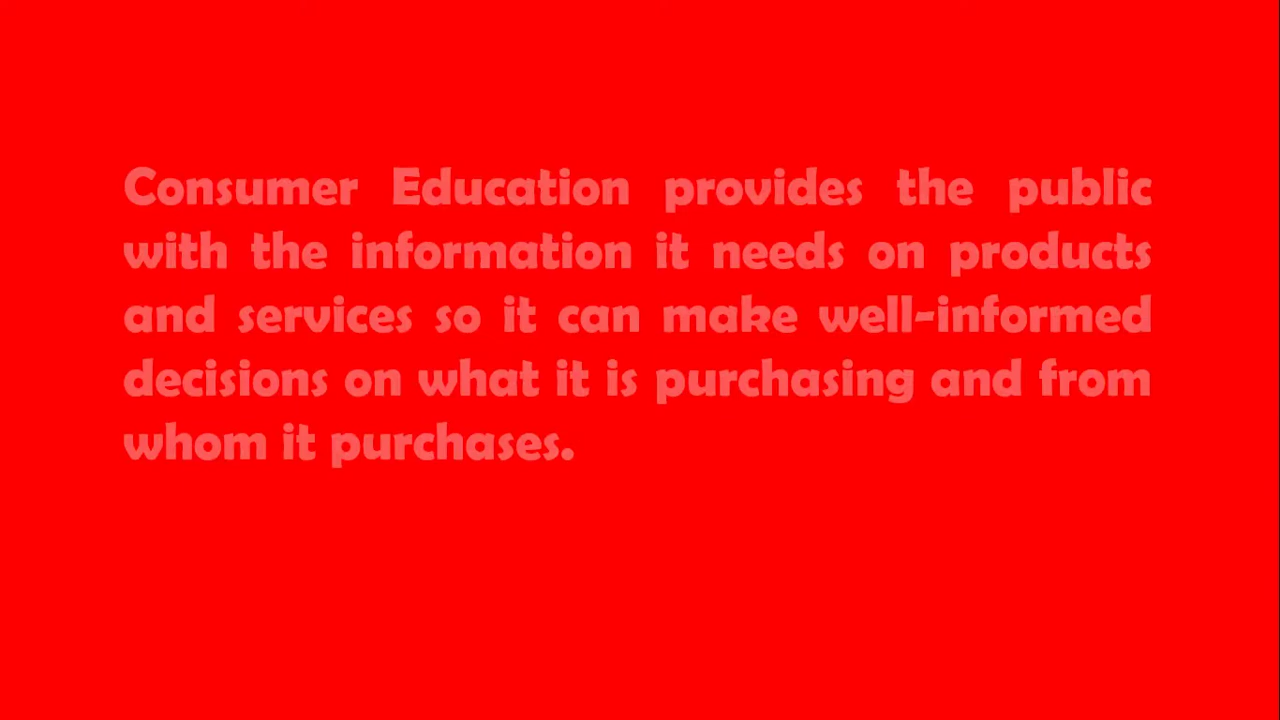 Consumer Education provides the public
with the information it needs on products
and services so it can make well-informed
decisions on what it is purchasing and from
whom it purchases.